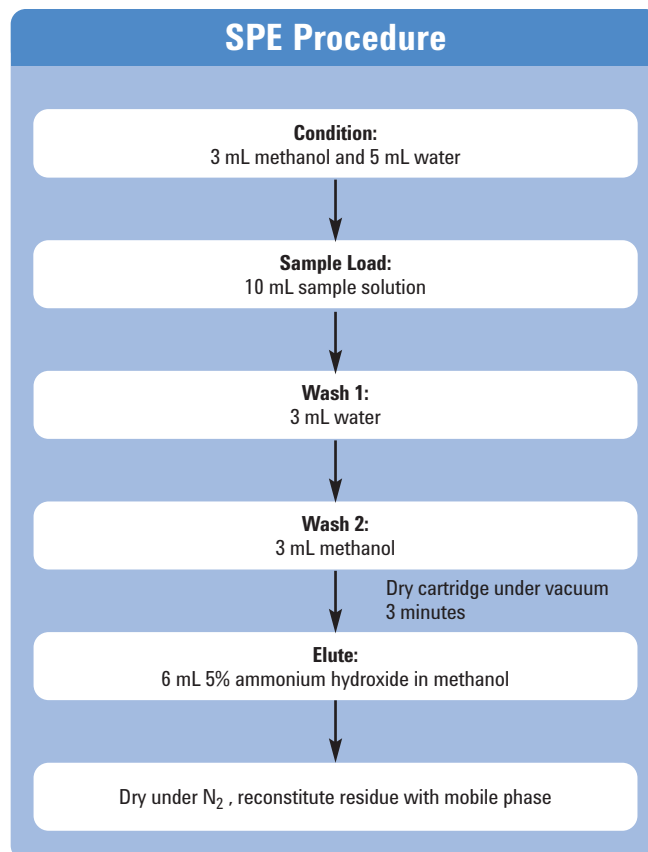 SPE Procedure
Condition:
3 mL methanol and 5 mL water
Sample Load:
10 mL sample solution
Wash 1:
3 mL water
Wash 2:
3 mL methanol
Dry cartridge under vacuum
3 minutes
Elute:
6 mL 5% ammonium hydroxide in methanol
Dry under N₂ , reconstitute residue with mobile phase